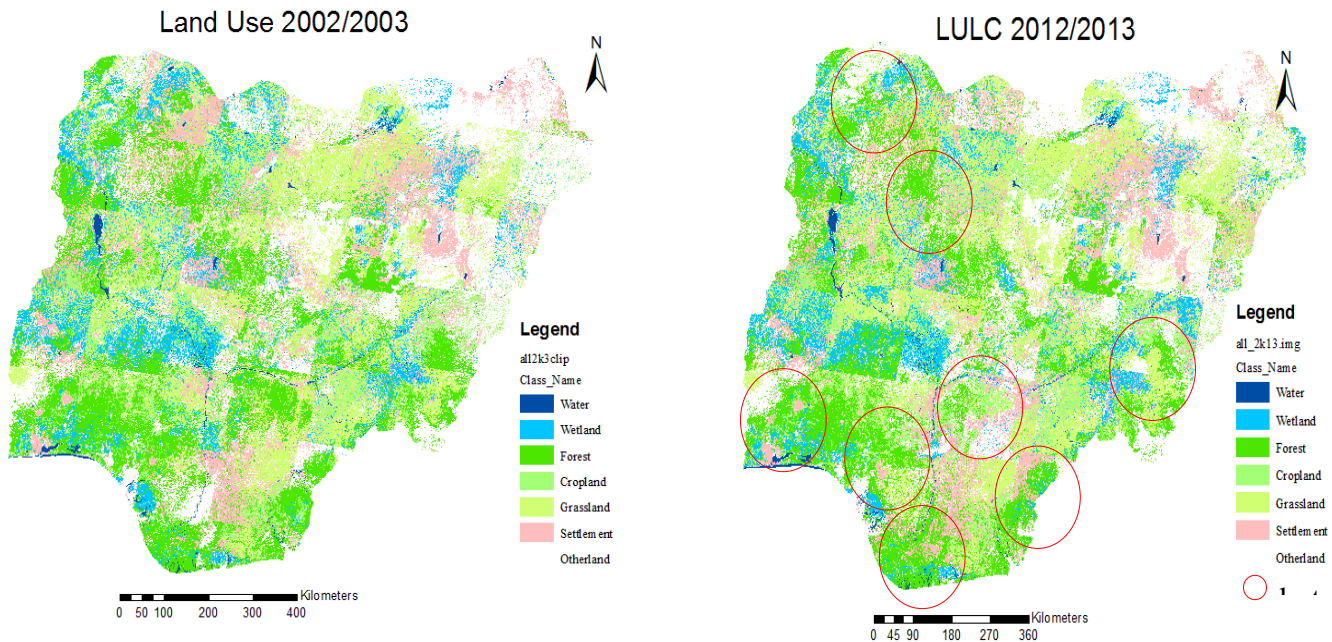 Land Use 2002/2003
N
Legend
all2k3clip
Class_Name
Water
Wetland
Forest
Cropland
Grassland
Settlement
Otherland
Kilometers
0 50 100 200 300 400
LULC 2012/2013
N
Legend
all_2k13.img
Class_Name
Water
Wetland
Forest
Cropland
Grassland
Settlement
Otherland
Kilometers
0 45 90 180 270 360